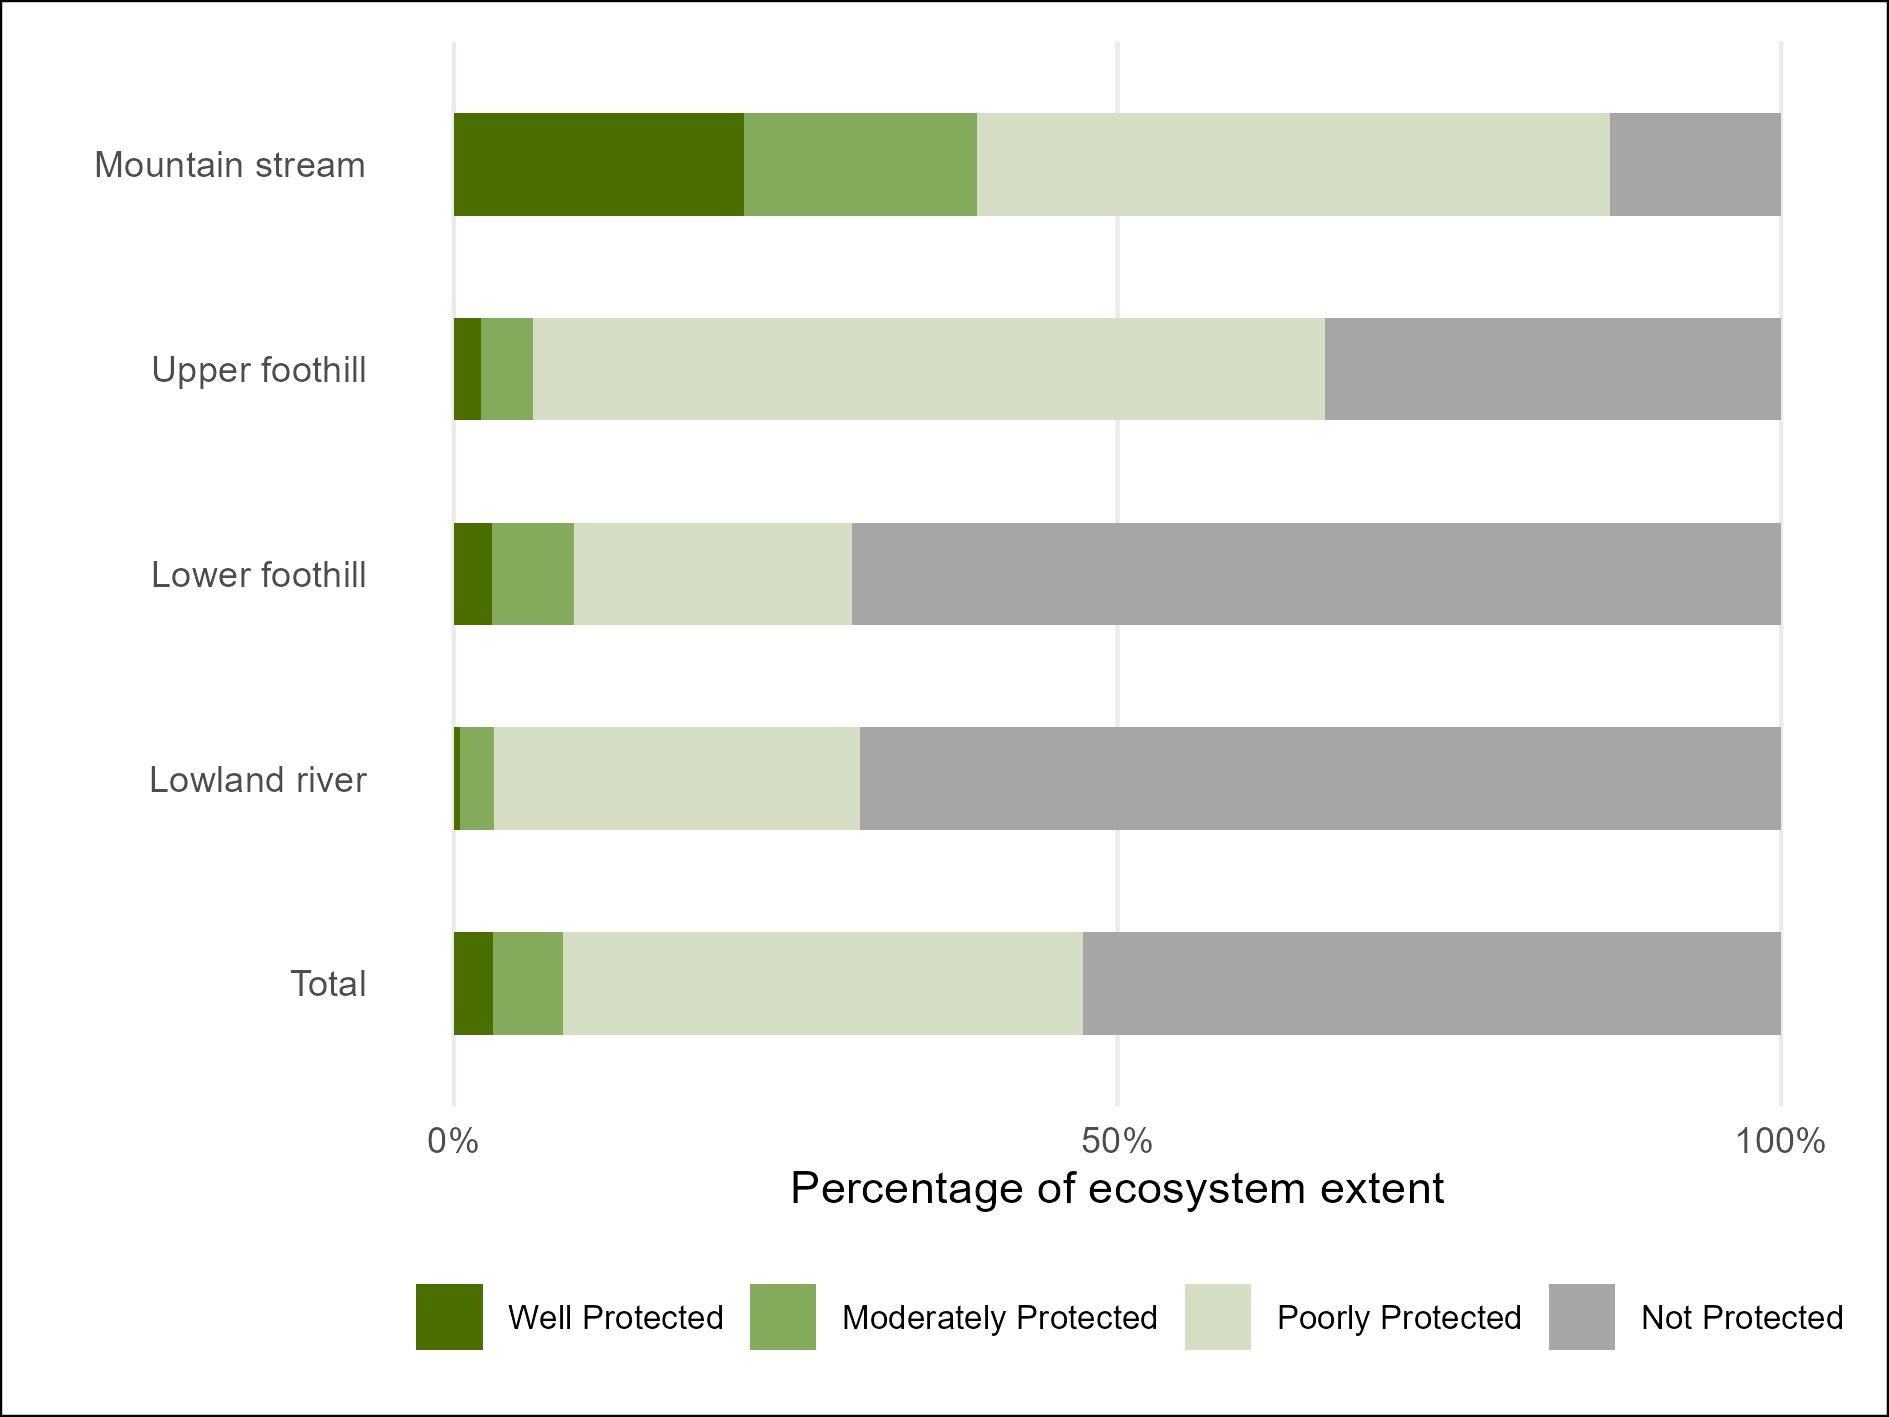 Mountain stream
Upper foothill
Lower foothill
Lowland river
Total
0% 50% 100%
Percentage of ecosystem extent
Well Protected Moderately Protected Poorly Protected Not Protected